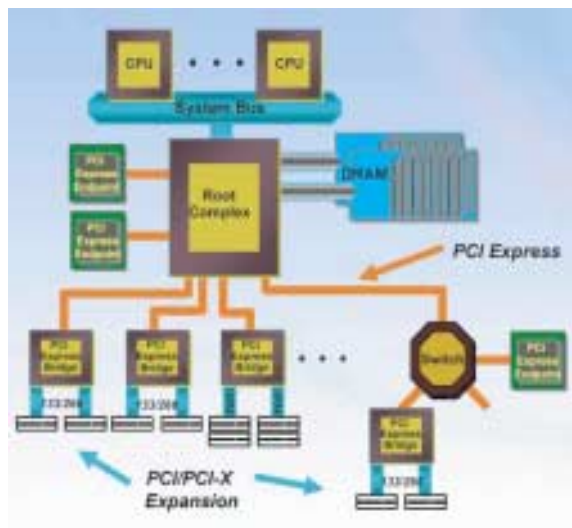 CPU
CPU
System Bus
PCI
Express
Endpoint
Root
Complex
DRAM
PCI
Express
Endpoint
PCI Express
PCI
Express
Bridge
PCI
Express
Bridge
PCI
Express
Bridge
Switch
PCI
Express
Endpoint
PCI
Express
Bridge
PCI/PCI-X
Expansion